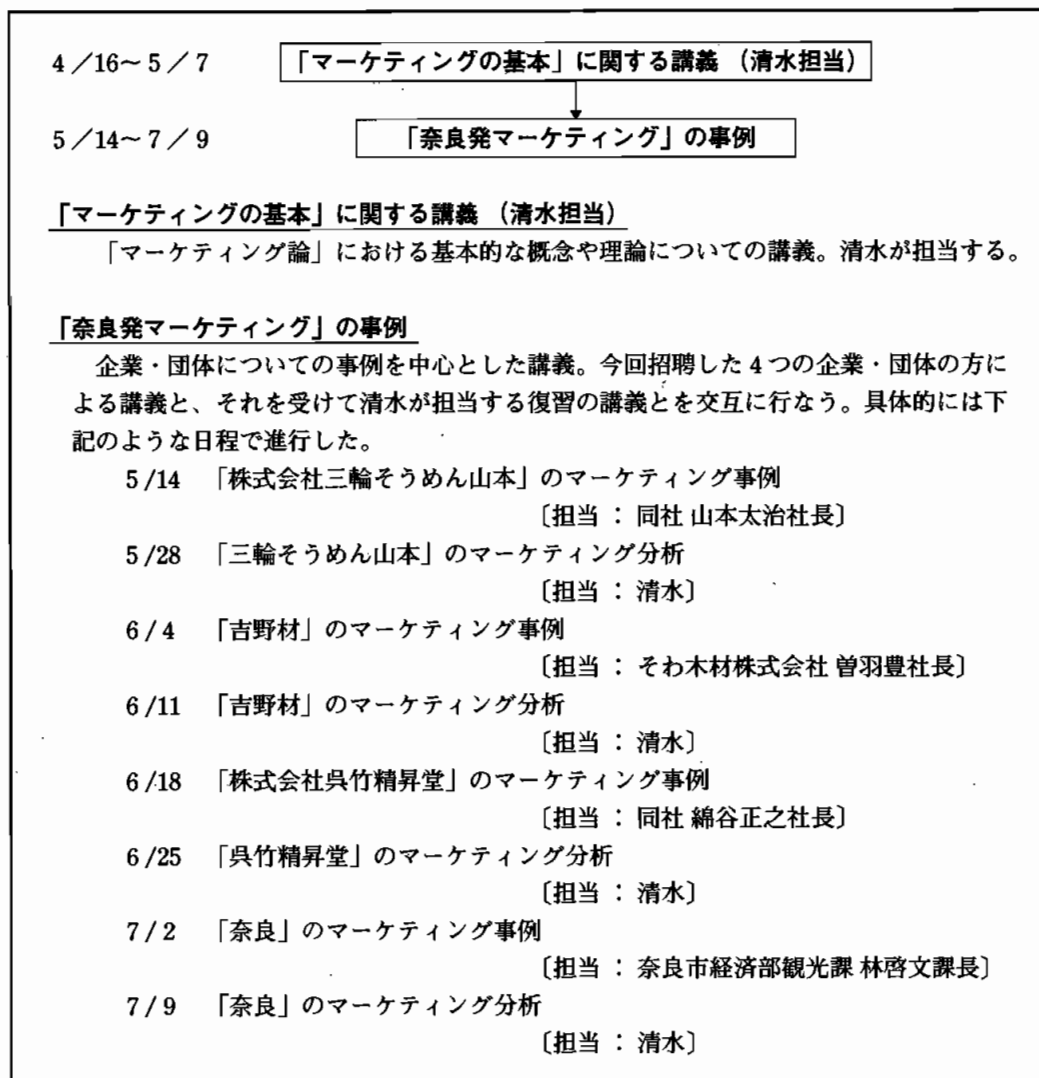 4／16～5／7　「マーケティングの基本」に関する講義（清水担当）
5／14～7／9　「奈良発マーケティング」の事例
「マーケティングの基本」に関する講義（清水担当）
「マーケティング論」における基本的な概念や理論についての講義。清水が担当する。
「奈良発マーケティング」の事例
企業・団体についての事例を中心とした講義。今回招聘した4つの企業・団体の方に
よる講義と、それを受けて清水が担当する復習の講義とを交互に行なう。具体的には下
記のような日程で進行した。
5/14　「株式会社三輪そうめん山本」のマーケティング事例
〔担当：同社 山本太治社長〕
5/28　「三輪そうめん山本」のマーケティング分析
〔担当：清水〕
6/4　「吉野材」のマーケティング事例
〔担当：そわ木材株式会社 曽羽豊社長〕
6/11　「吉野材」のマーケティング分析
〔担当：清水〕
6/18　「株式会社呉竹精昇堂」のマーケティング事例
〔担当：同社 綿谷正之社長〕
6/25　「呉竹精昇堂」のマーケティング分析
〔担当：清水〕
7/2　「奈良」のマーケティング事例
〔担当：奈良市経済部観光課 林啓文課長〕
7/9　「奈良」のマーケティング分析
〔担当：清水〕